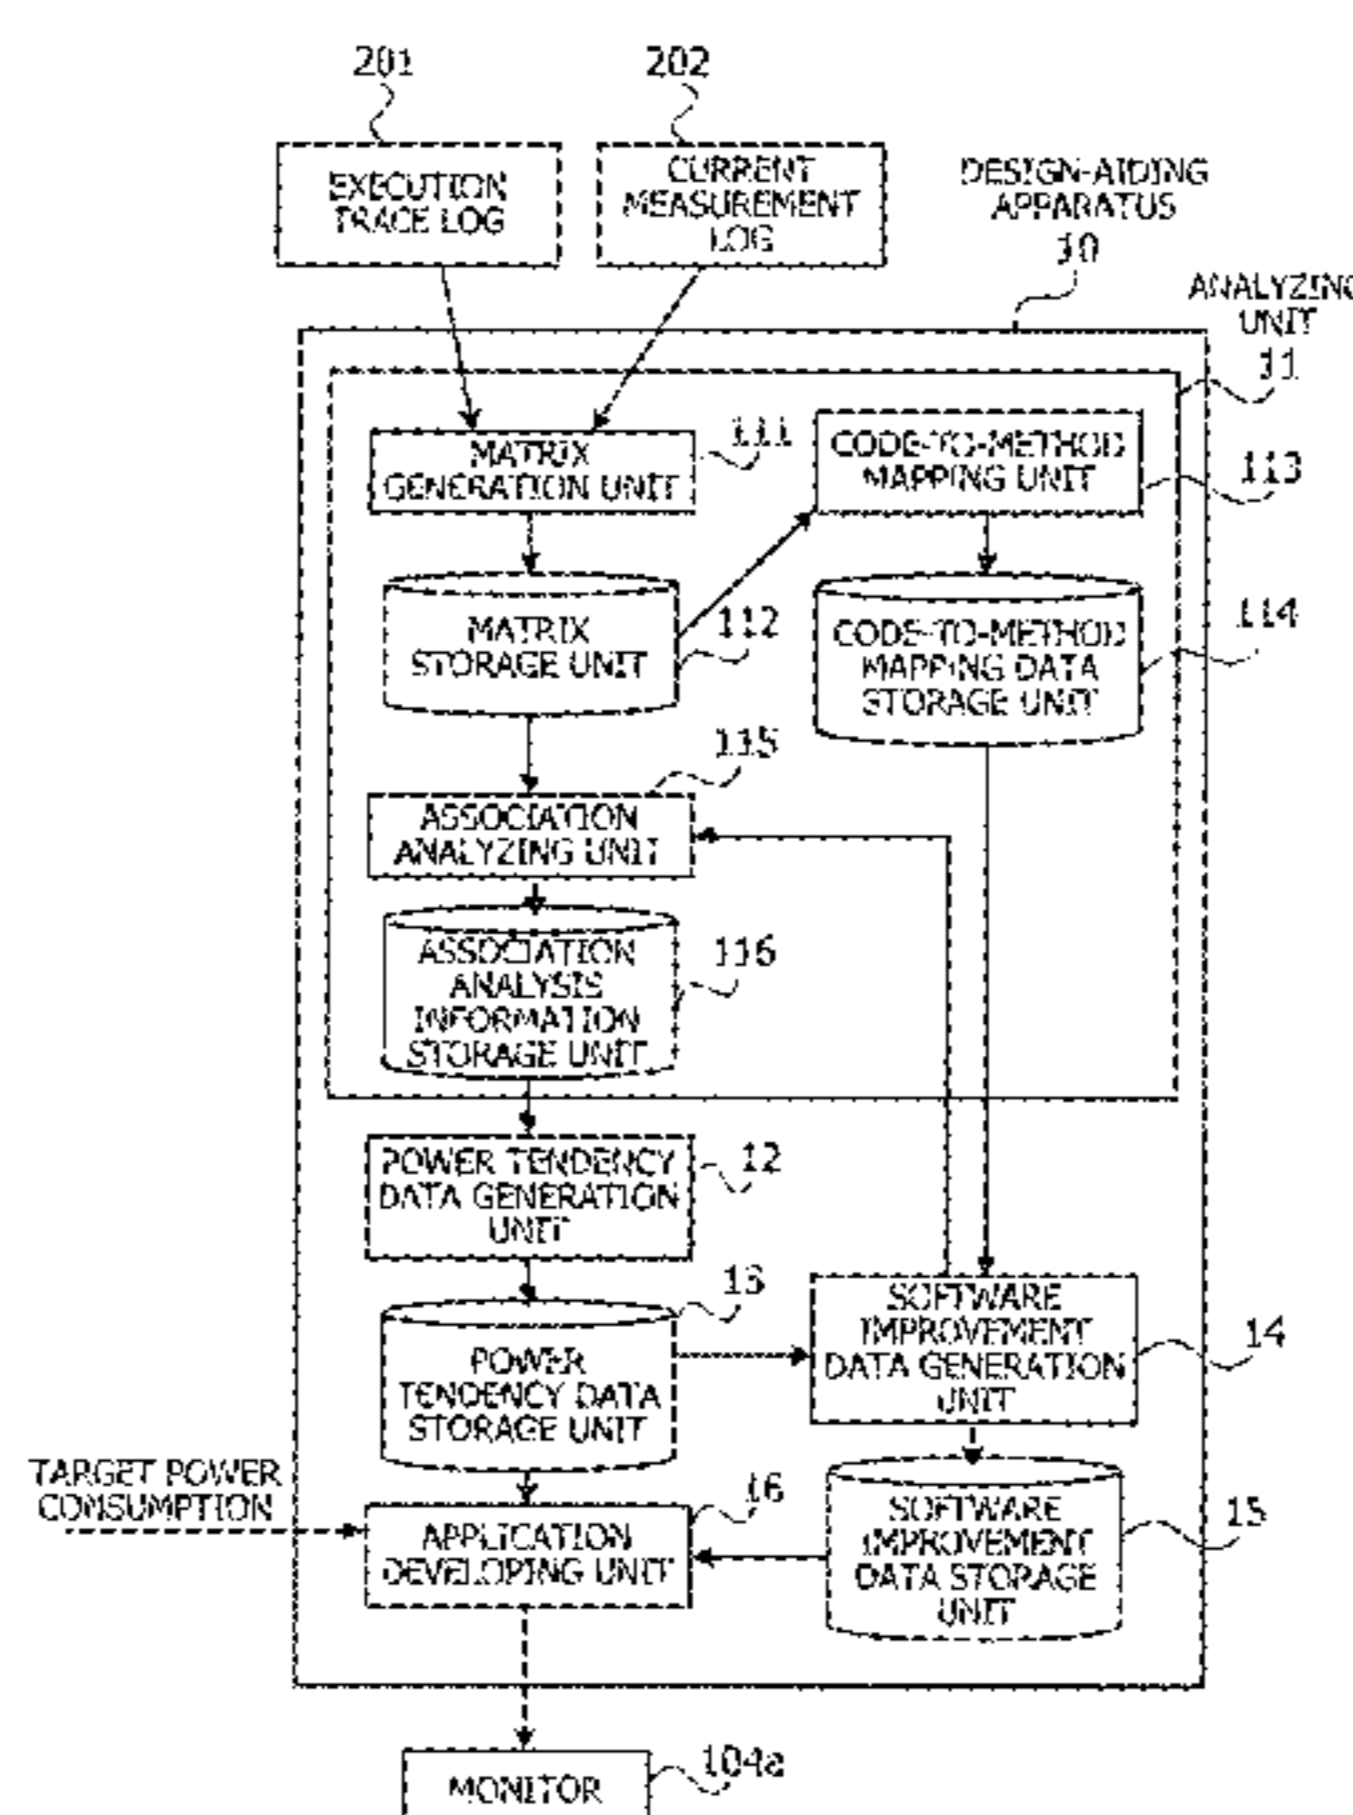 201
202
EXECUTION
TRACE LOG
CURRENT
MEASUREMENT
LOG
DESIGN-AIDING
APPARATUS
10
ANALYZING
UNIT
11
MATRIX
GENERATION UNIT
111
CODE-TO-METHOD
MAPPING UNIT
113
MATRIX
STORAGE UNIT
112
CODE-TO-METHOD
MAPPING DATA
STORAGE UNIT
114
115
ASSOCIATION
ANALYZING UNIT
ASSOCIATION
ANALYSIS
INFORMATION
STORAGE UNIT
116
POWER TENDENCY
DATA GENERATION
UNIT
12
13
POWER
TENDENCY DATA
STORAGE UNIT
SOFTWARE
IMPROVEMENT
DATA GENERATION
UNIT
14
TARGET POWER
CONSUMPTION
16
APPLICATION
DEVELOPING UNIT
SOFTWARE
IMPROVEMENT
DATA STORAGE
UNIT
15
MONITOR
104a